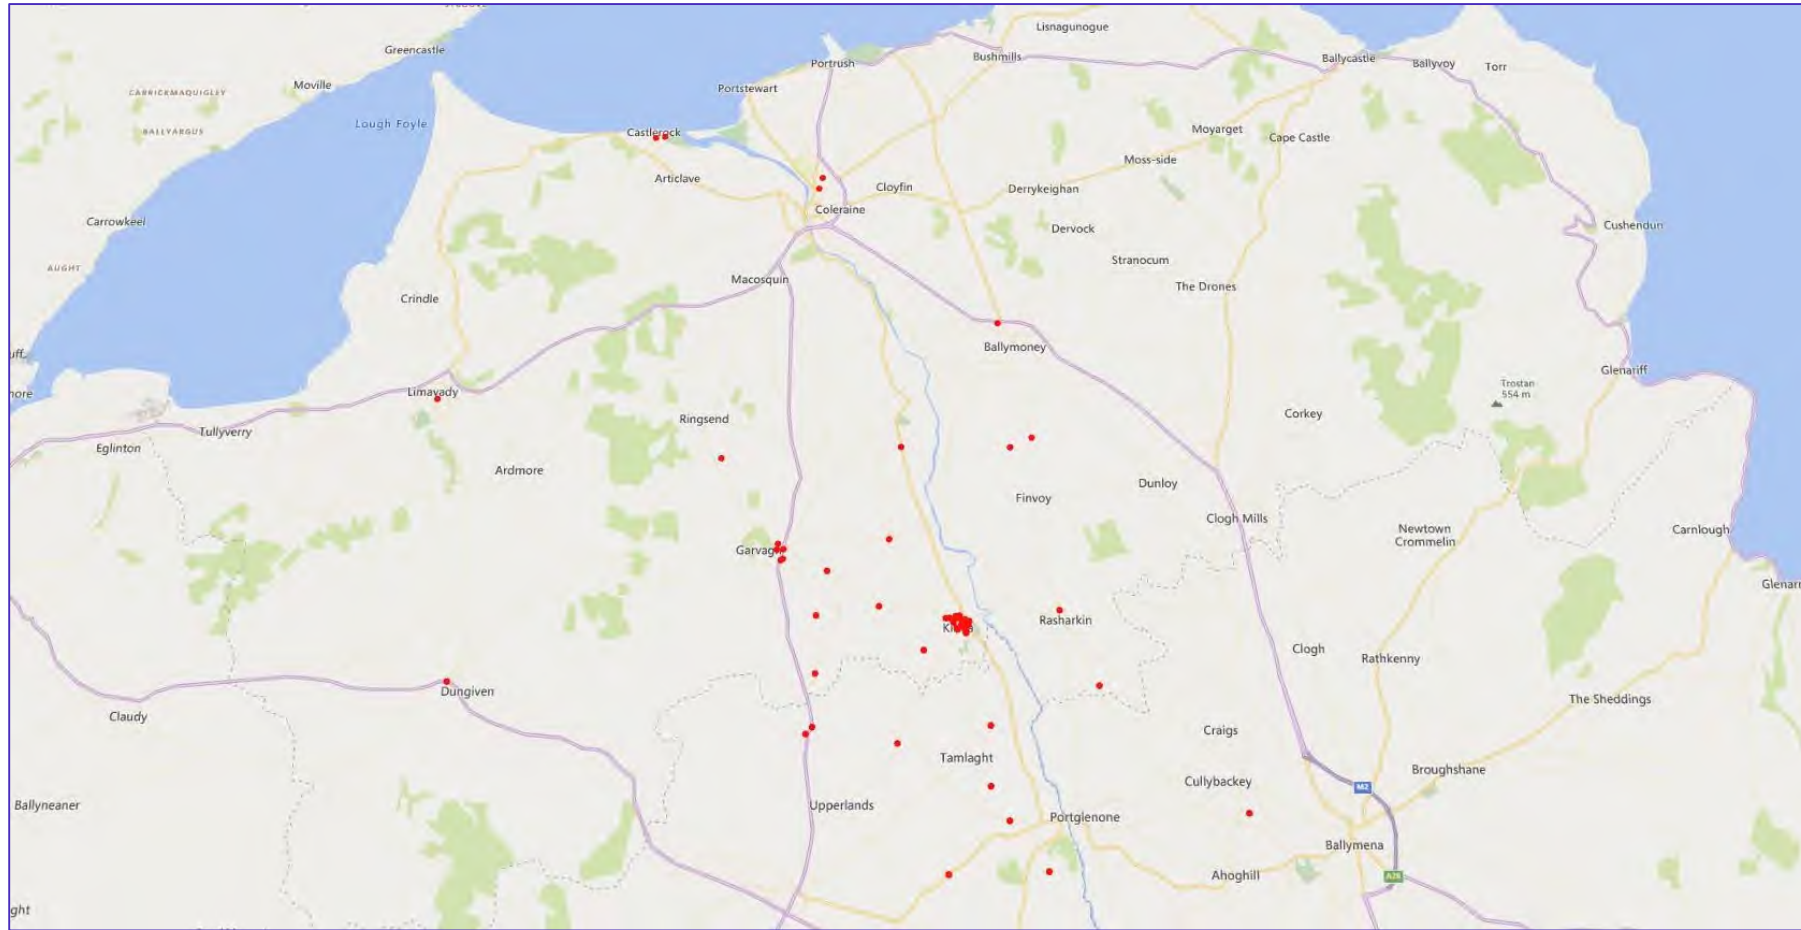 Lisnagunogue
Greencastle
Bushmills
Ballycastle
Portrush
Ballyvoy
Torr
Moville
Portstewart
CARRICKMAQUIGLEY
Lough Foyle
BALLYARGUS
Castlerock
Moyarget
Cape Castle
Moss-side
Articlave
Cloyfin
Derrykeighan
Coleraine
Carrowkeel
Dervock
Cushendun
AUGHT
Stranocum
Macosquin
The Drones
Crindle
Ballymoney
Glenariff
Trostan
554 m
Limavady
Ringsend
Corkey
Tullyverry
Eglinton
Ardmore
Dunloy
Finvoy
Clogh Mills
Newtown
Crommelin
Carnlough
Garvagh
Rasharkin
Clogh
Rathkenny
Dungiven
The Sheddings
Claudy
Craigs
Tamlaght
Broughshane
Cullybackey
M2
Ballyneaner
Upperlands
Portglenone
Ballymena
Ahoghill
A26
ght